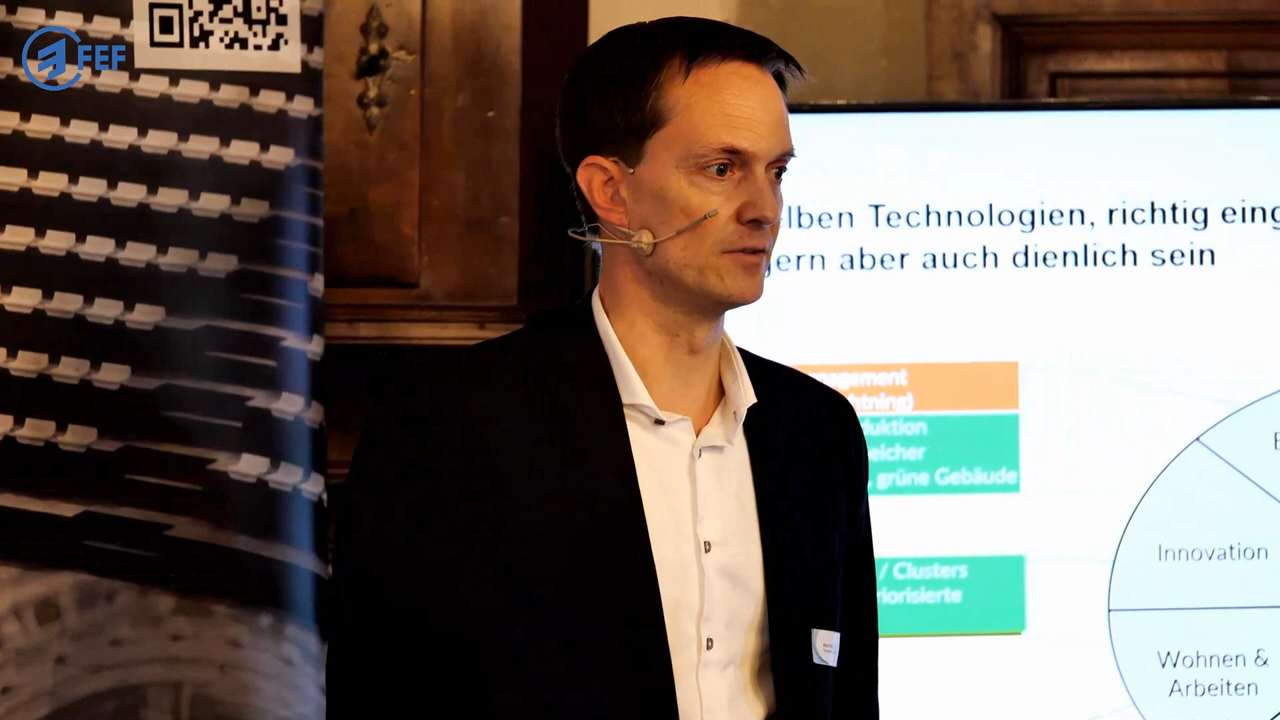 FEF
lben Technologien, richtig eing
ern aber auch dienlich sein
agement
htning)
duktion
eicher
, grüne Gebäude
/ Clusters
riorisierte
Innovation
Wohnen &
Arbeiten